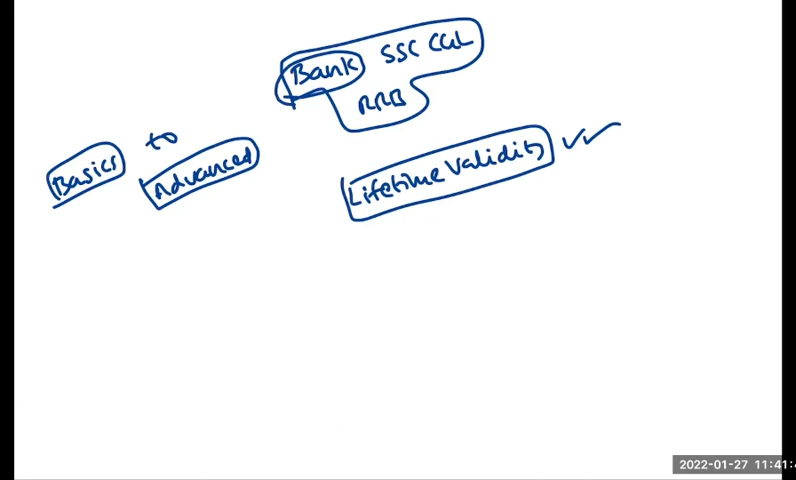 Bank SSC CGL
RRB
Basics to Advanced
Lifetime Validity
2022-01-27 11:41: